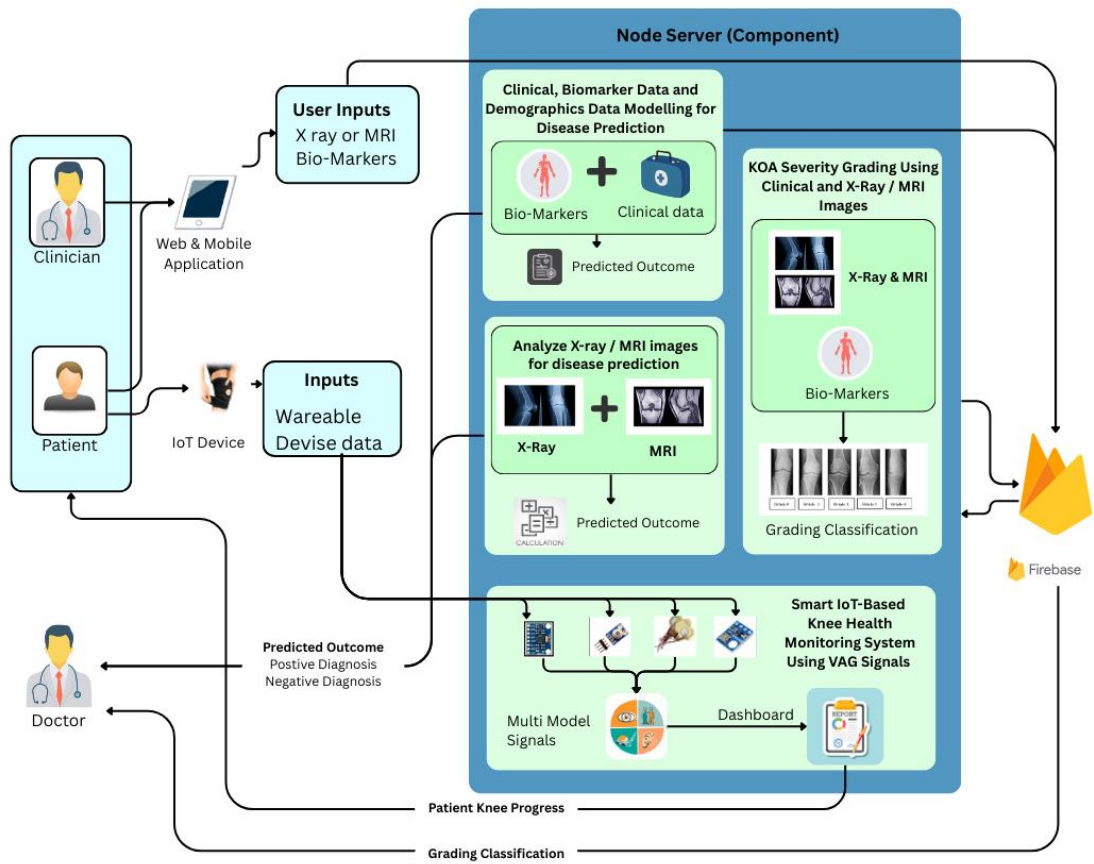 Node Server (Component)
User Inputs
X ray or MRI
Bio-Markers
Clinician
Web & Mobile
Application
Patient
IoT Device
Inputs
Wareable
Devise data
Clinical, Biomarker Data and
Demographics Data Modelling for
Disease Prediction
Bio-Markers
Clinical data
Predicted Outcome
Analyze X-ray / MRI images
for disease prediction
X-Ray
MRI
CALCULATION
Predicted Outcome
KOA Severity Grading Using
Clinical and X-Ray / MRI
Images
X-Ray & MRI
Bio-Markers
Grading Classification
Firebase
Smart IoT-Based
Knee Health
Monitoring System
Using VAG Signals
Multi Model
Signals
Dashboard
REPORT
Predicted Outcome
Postive Diagnosis
Negative Diagnosis
Doctor
Patient Knee Progress
Grading Classification